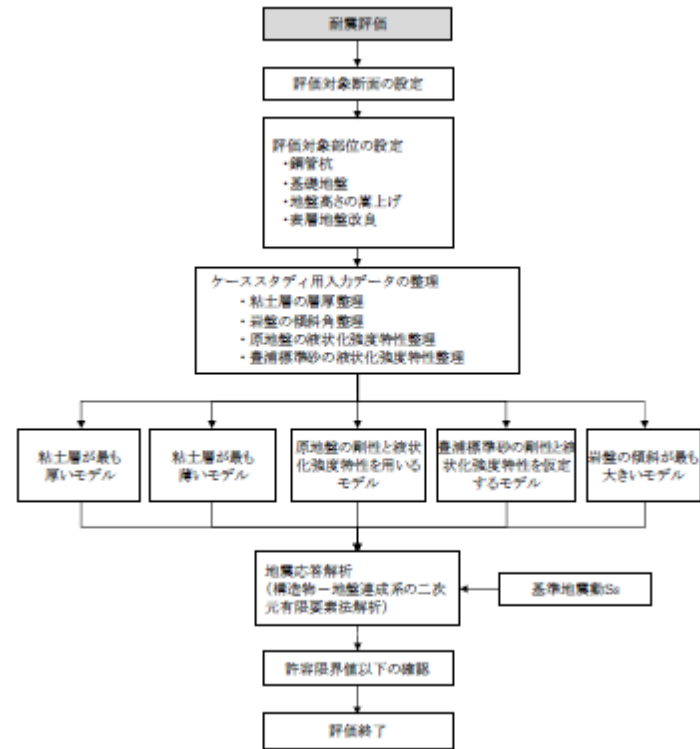 耐震評価
評価対象断面の設定
評価対象部位の設定
・鋼管杭
・基礎地盤
・地盤高さの嵩上げ
・表層地盤改良
ケーススタディ用入力データの整理
・粘土層の層厚整理
・岩盤の傾斜角整理
・原地盤の液状化強度特性整理
・豊浦標準砂の液状化強度特性整理
粘土層が最も
厚いモデル
粘土層が最も
薄いモデル
原地盤の剛性と液状
化強度特性を用いる
モデル
豊浦標準砂の剛性と液
状化強度特性を仮定
するモデル
岩盤の傾斜が最も
大きいモデル
地震応答解析
(構造物－地盤連成系の二次
元有限要素法解析)
基準地震動Ss
許容限界値以下の確認
評価終了